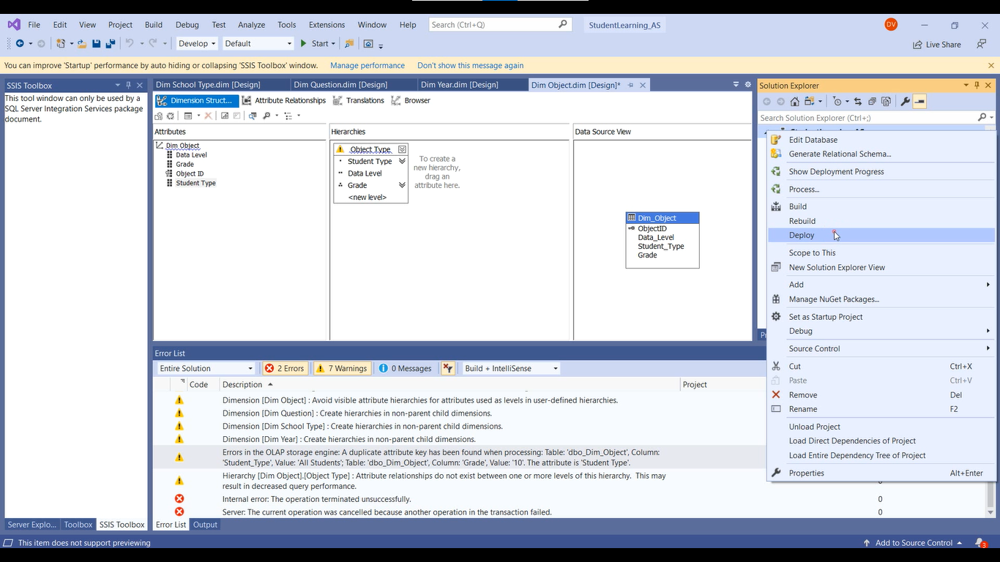 File Edit View Project Build Debug Test Analyze Tools Extensions Window Help Search (Ctrl+Q) StudentLearning_AS DV
Develop Default Start Live Share
You can improve 'Startup' performance by auto hiding or collapsing 'SSIS Toolbox' window. Manage performance Don't show this message again
SSIS Toolbox
This tool window can only be used by a
SQL Server Integration Services package
document.
Dim School Type.dim [Design] Dim Question.dim [Design] Dim Year.dim [Design] Dim Object.dim [Design]*
Dimension Struct... Attribute Relationships Translations Browser
Attributes
Dim Object
Data Level
Grade
Object ID
Student Type
Hierarchies
Object Type
Student Type
Data Level
Grade
<new level>
To create a
new hierarchy,
drag an
attribute here.
Data Source View
Dim_Object
ObjectID
Data_Level
Student_Type
Grade
Solution Explorer
Search Solution Explorer (Ctrl+;)
Edit Database
Generate Relational Schema...
Show Deployment Progress
Process...
Build
Rebuild
Deploy
Scope to This
New Solution Explorer View
Add
Manage NuGet Packages...
Set as Startup Project
Debug
Source Control
Cut Ctrl+X
Paste Ctrl+V
Remove Del
Rename F2
Unload Project
Load Direct Dependencies of Project
Load Entire Dependency Tree of Project
Properties Alt+Enter
Error List
Entire Solution 2 Errors 7 Warnings 0 Messages Build + IntelliSense
Code Description Project
Dimension [Dim Object] : Avoid visible attribute hierarchies for attributes used as levels in user-defined hierarchies.
Dimension [Dim Question] : Create hierarchies in non-parent child dimensions.
Dimension [Dim School Type] : Create hierarchies in non-parent child dimensions.
Dimension [Dim Year] : Create hierarchies in non-parent child dimensions.
Errors in the OLAP storage engine: A duplicate attribute key has been found when processing: Table: 'dbo_Dim_Object', Column:
'Student_Type', Value: 'All Students'; Table: 'dbo_Dim_Object', Column: 'Grade', Value: '10'. The attribute is 'Student Type'.
Hierarchy [Dim Object].[Object Type] : Attribute relationships do not exist between one or more levels of this hierarchy. This may
result in decreased query performance.
Internal error: The operation terminated unsuccessfully. 0
Server: The current operation was cancelled because another operation in the transaction failed. 0
Server Explo... Toolbox SSIS Toolbox Error List Output
This item does not support previewing Add to Source Control 3